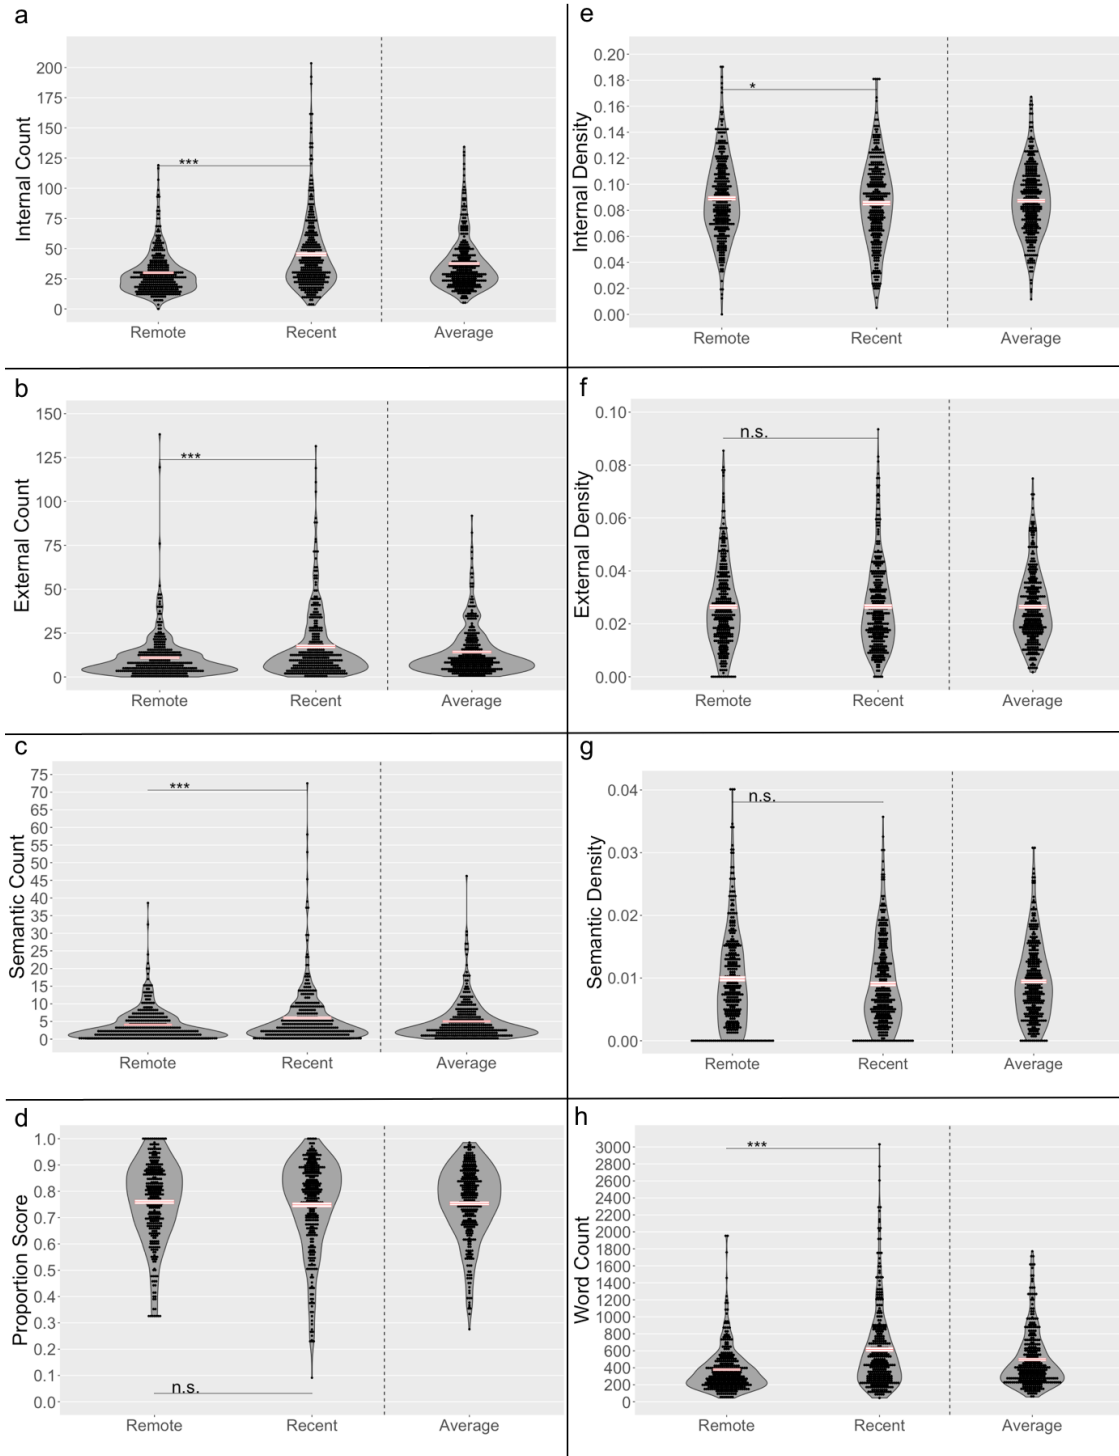 a
Internal Count
200
175
150
125
100
75
50
25
0
***
Remote
Recent
Average
b
External Count
150
125
100
75
50
25
0
***
Remote
Recent
Average
c
Semantic Count
75
70
65
60
55
50
45
40
35
30
25
20
15
10
5
0
***
Remote
Recent
Average
d
Proportion Score
1.0
0.9
0.8
0.7
0.6
0.5
0.4
0.3
0.2
0.1
0.0
n.s.
Remote
Recent
Average
e
Internal Density
0.20
0.18
0.16
0.14
0.12
0.10
0.08
0.06
0.04
0.02
0.00
*
Remote
Recent
Average
f
External Density
0.10
0.08
0.06
0.04
0.02
0.00
n.s.
Remote
Recent
Average
g
Semantic Density
0.04
0.03
0.02
0.01
0.00
n.s.
Remote
Recent
Average
h
Word Count
3000
2800
2600
2400
2200
2000
1800
1600
1400
1200
1000
800
600
400
200
0
***
Remote
Recent
Average